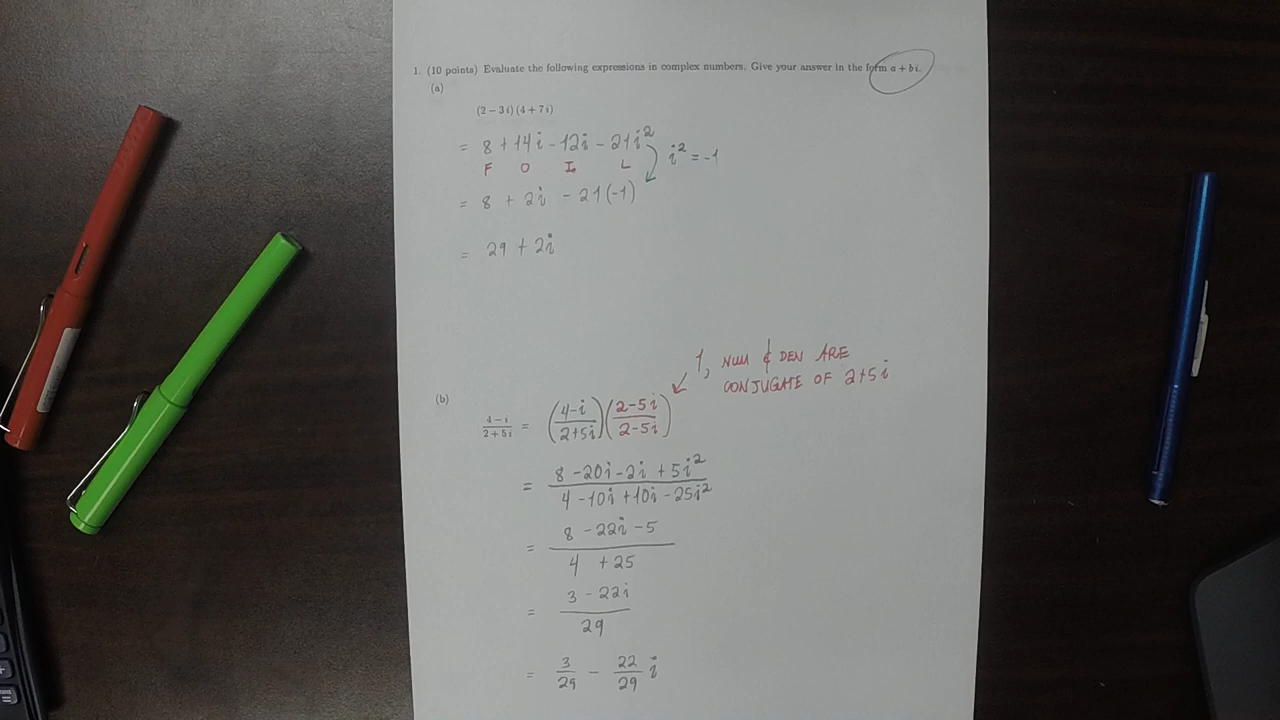 1. (10 points) Evaluate the following expressions in complex numbers. Give your answer in the form a + bi.
(a)
(2 − 3i)(4 + 7i)
= 8 + 14i - 12i - 21i²
F O I L
i² = -1
= 8 + 2i - 21(-1)
= 29 + 2i
1, NUM & DEN ARE
CONJUGATE OF 2+5i
(b)
4−i/2+5i = (4-i/2+5i)(2-5i/2-5i)
= 8 -20i -2i +5i² / 4 -10i +10i -25i²
= 8 -22i -5 / 4 +25
= 3 - 22i / 29
= 3/29 - 22/29 i